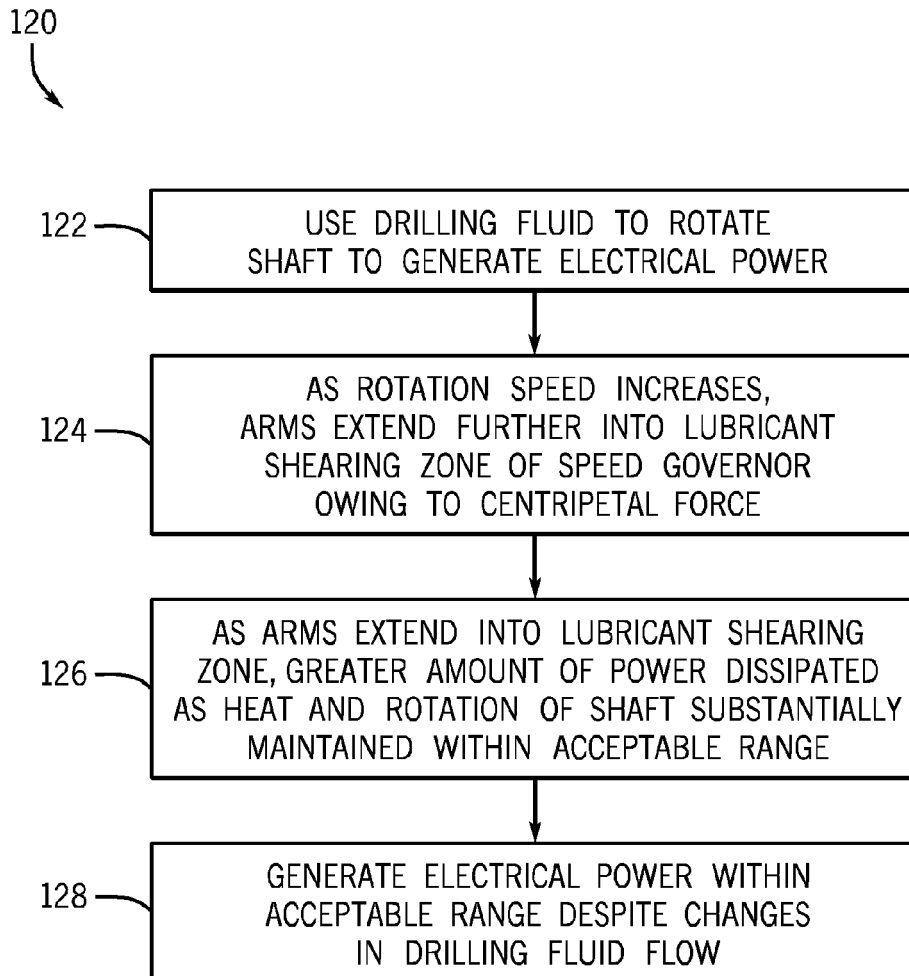 120
122
USE DRILLING FLUID TO ROTATE
SHAFT TO GENERATE ELECTRICAL POWER
124
AS ROTATION SPEED INCREASES,
ARMS EXTEND FURTHER INTO LUBRICANT
SHEARING ZONE OF SPEED GOVERNOR
OWING TO CENTRIPETAL FORCE
126
AS ARMS EXTEND INTO LUBRICANT SHEARING
ZONE, GREATER AMOUNT OF POWER DISSIPATED
AS HEAT AND ROTATION OF SHAFT SUBSTANTIALLY
MAINTAINED WITHIN ACCEPTABLE RANGE
128
GENERATE ELECTRICAL POWER WITHIN
ACCEPTABLE RANGE DESPITE CHANGES
IN DRILLING FLUID FLOW